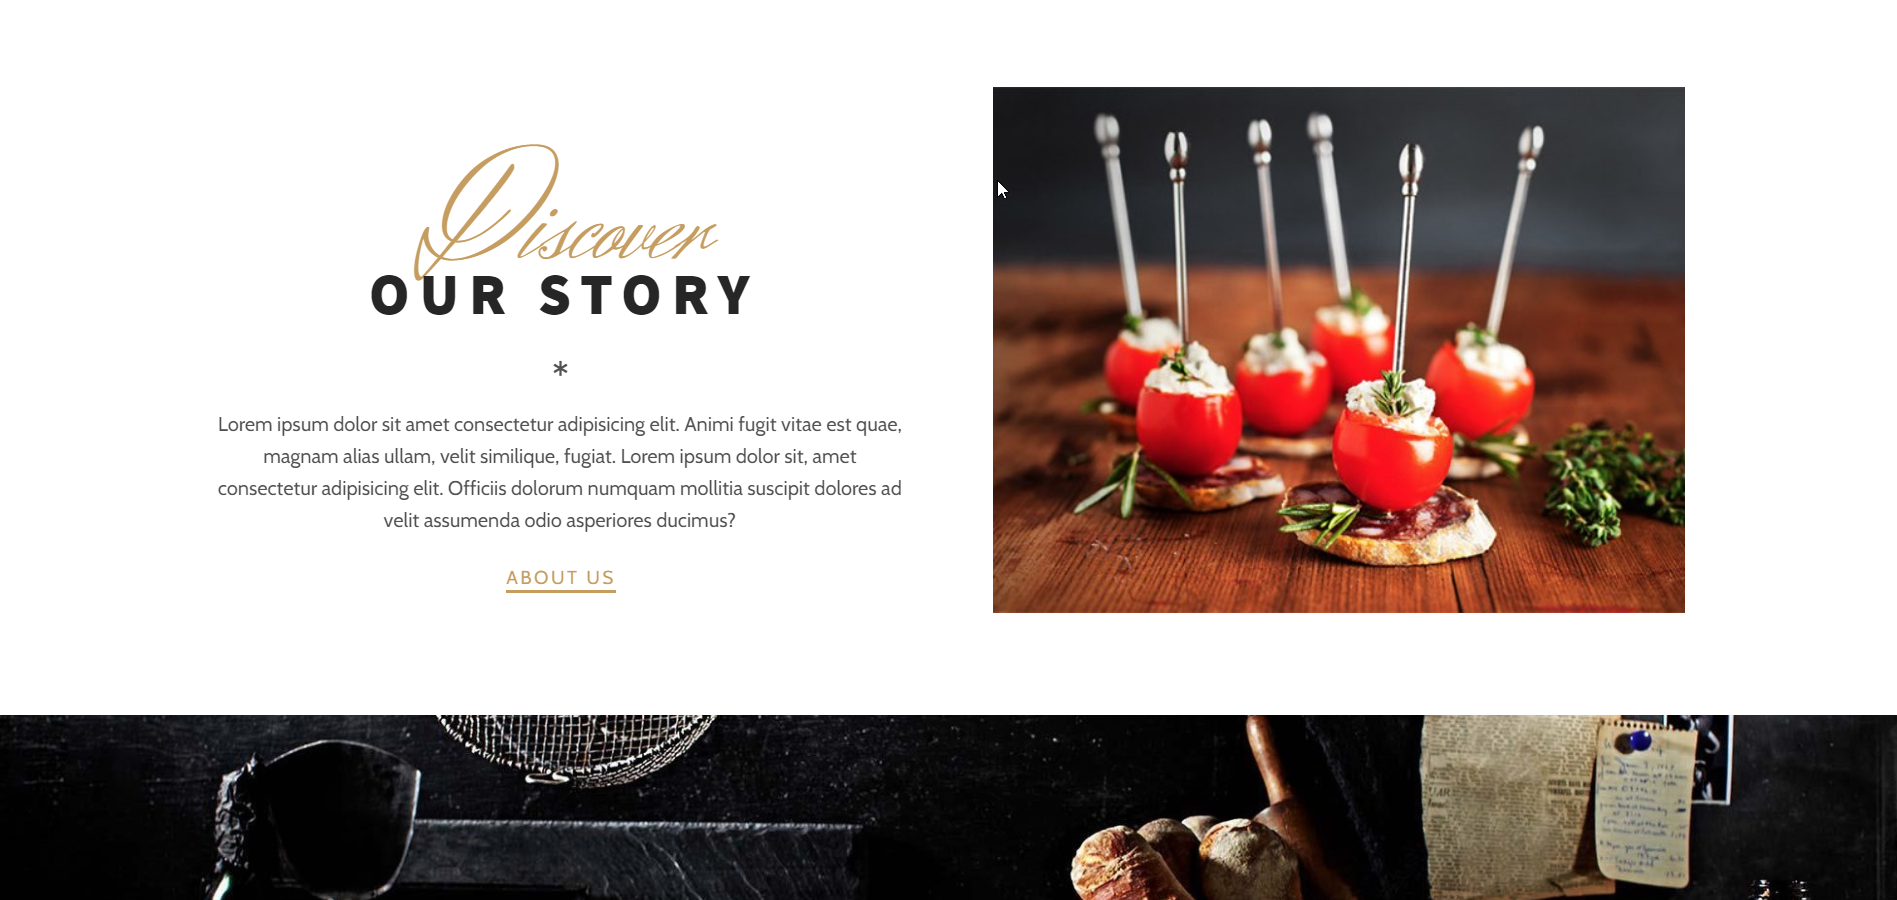 Discover
OUR STORY
*
Lorem ipsum dolor sit amet consectetur adipisicing elit. Animi fugit vitae est quae,
magnam alias ullam, velit similique, fugiat. Lorem ipsum dolor sit, amet
consectetur adipisicing elit. Officiis dolorum numquam mollitia suscipit dolores ad
velit assumenda odio asperiores ducimus?
ABOUT US